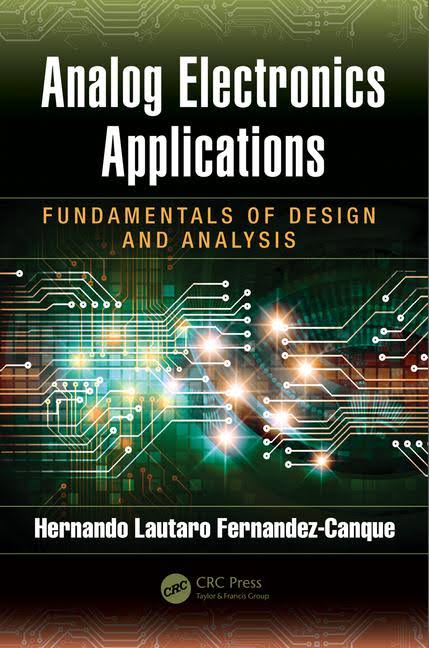 Analog Electronics
Applications
FUNDAMENTALS OF DESIGN
AND ANALYSIS
Hernando Lautaro Fernandez-Canque
CRC
CRC Press
Taylor & Francis Group